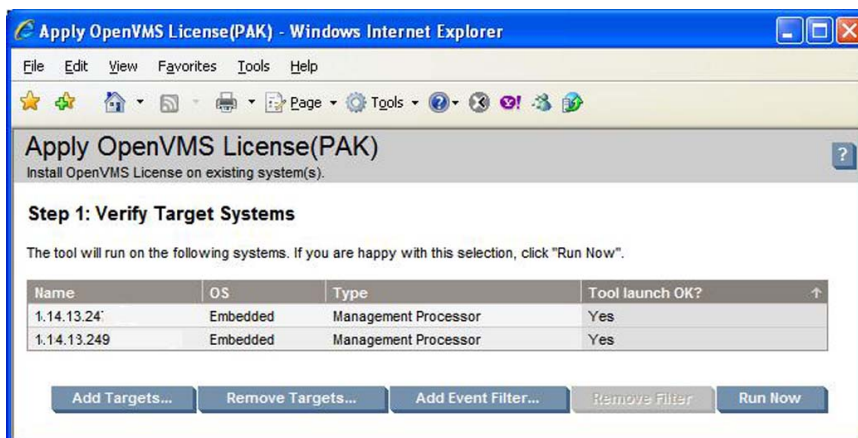 Apply OpenVMS License(PAK) - Windows Internet Explorer
File Edit View Favorites Tools Help
Page Tools
Apply OpenVMS License(PAK)
Install OpenVMS License on existing system(s).
Step 1: Verify Target Systems
The tool will run on the following systems. If you are happy with this selection, click "Run Now".
Name OS Type Tool launch OK?
Embedded Management Processor Yes
1.14.13.249 Embedded Management Processor Yes
Add Targets... Remove Targets... Add Event Filter... Remove Filter Run Now